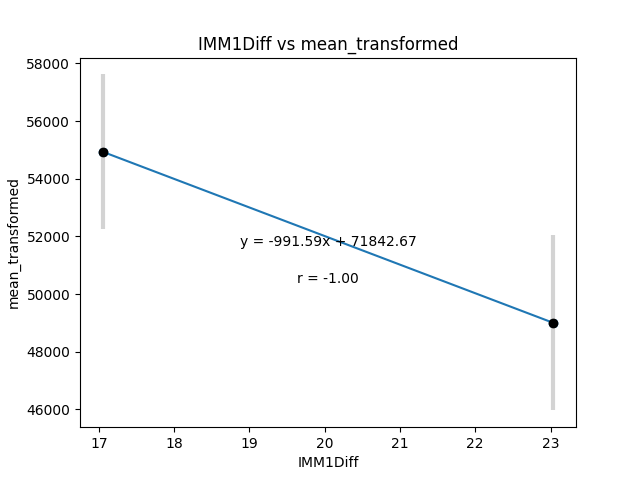 IMM1Diff vs mean_transformed
58000
56000
54000
52000
50000
48000
46000
mean_transformed
y = -991.59x + 71842.67
r = -1.00
17 18 19 20 21 22 23
IMM1Diff